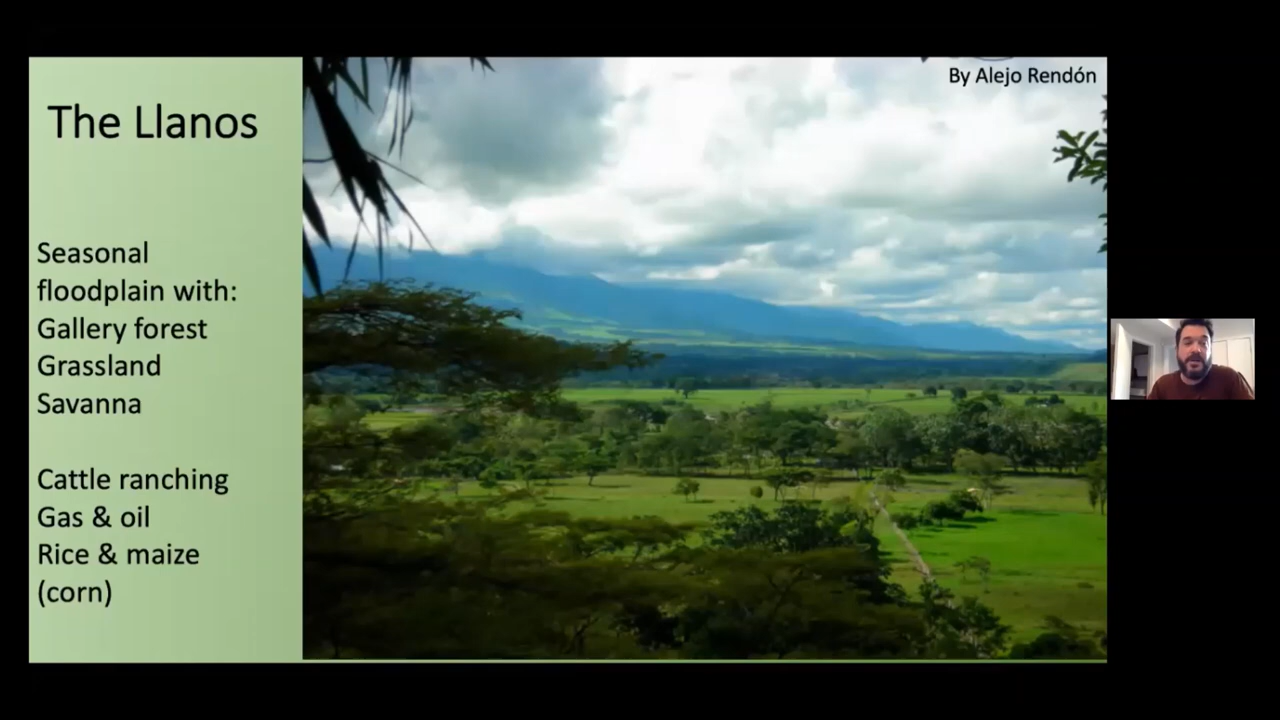 The Llanos
By Alejo Rendón
Seasonal
floodplain with:
Gallery forest
Grassland
Savanna
Cattle ranching
Gas & oil
Rice & maize
(corn)